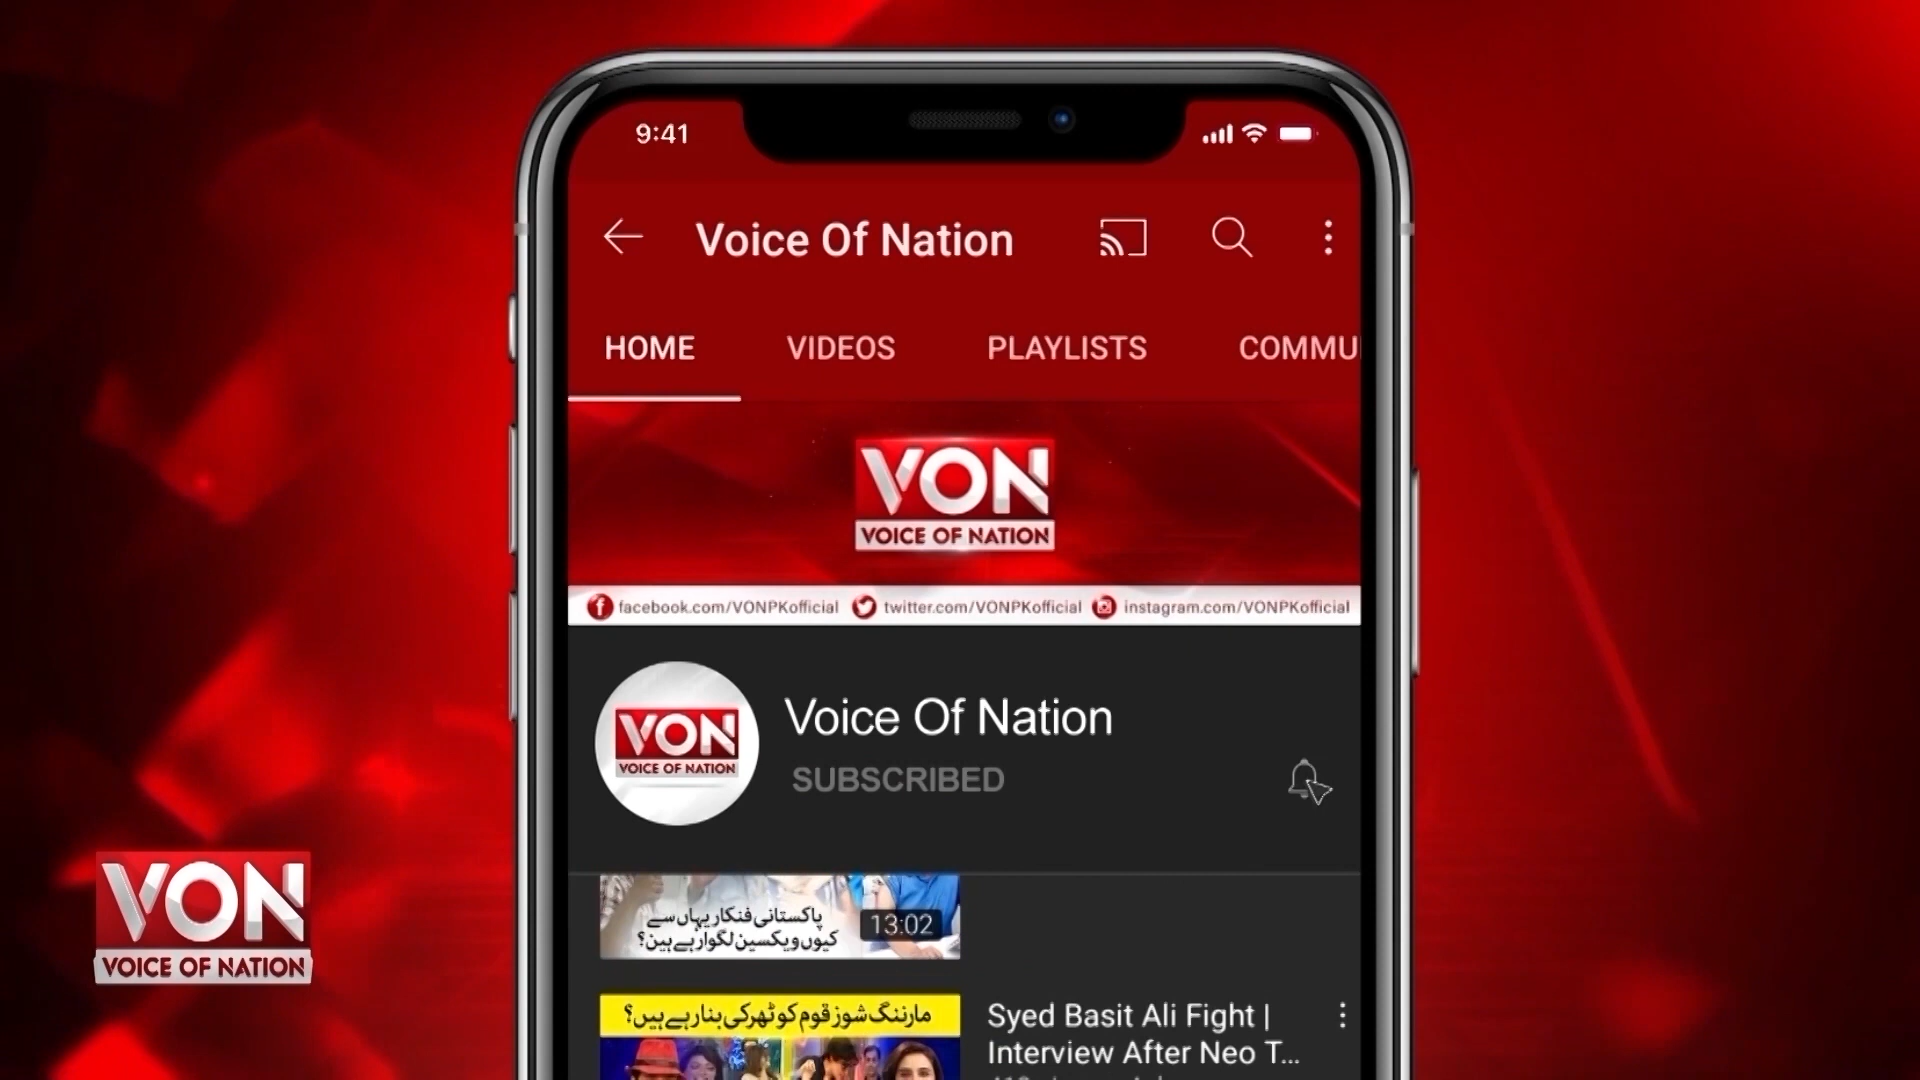 9:41
Voice Of Nation
HOME
VIDEOS
PLAYLISTS
COMMU
VON
VOICE OF NATION
facebook.com/VONPKofficial
twitter.com/VONPKofficial
instagram.com/VONPKofficial
VON
VOICE OF NATION
Voice Of Nation
SUBSCRIBED
پاکستانی فنکار یہاں سے
کیوں ویکسین لگوا رہے ہیں؟
13:02
مارننگ شوز قوم کو ٹھرکی بنا رہے ہیں؟
Syed Basit Ali Fight |
Interview After Neo T...
VON
VOICE OF NATION